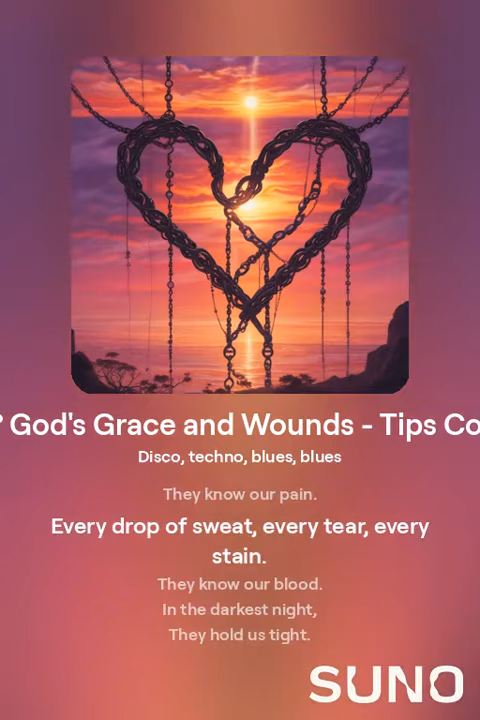 God's Grace and Wounds - Tips
Disco, techno, blues, blues
They know our pain.
Every drop of sweat, every tear, every
stain.
They know our blood.
In the darkest night,
They hold us tight.
SUNO